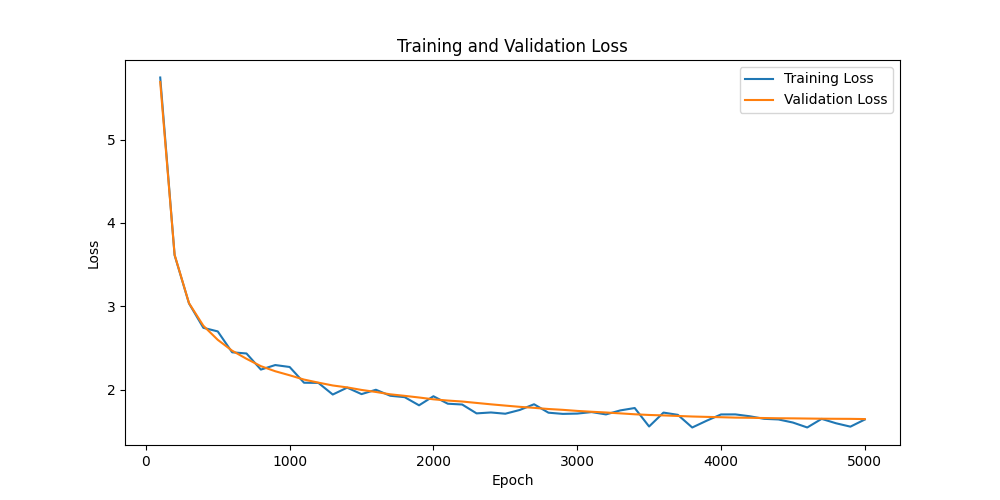 Training and Validation Loss
Training Loss
Validation Loss
Loss
5
4
3
2
0
1000
2000
3000
4000
5000
Epoch